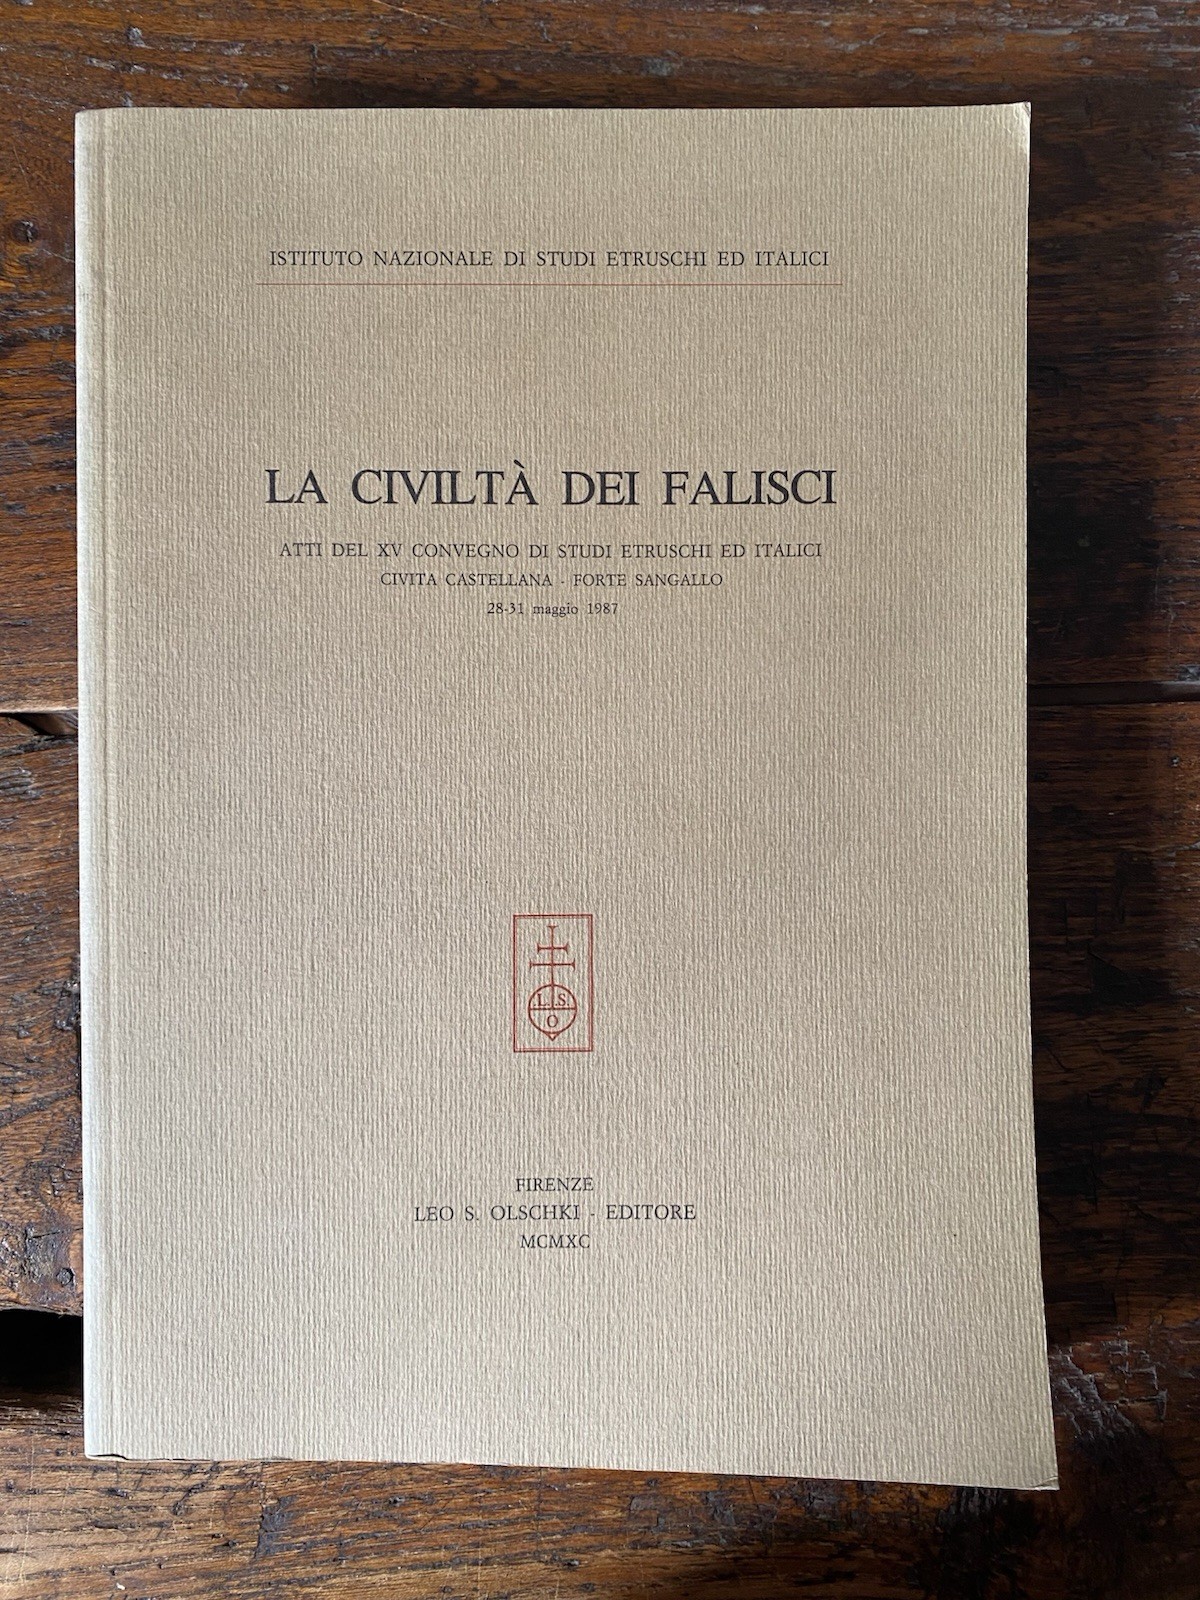 ISTITUTO NAZIONALE DI STUDI ETRUSCHI ED ITALICI
LA CIVILTÀ DEI FALISCI
ATTI DEL XV CONVEGNO DI STUDI ETRUSCHI ED ITALICI
CIVITA CASTELLANA - FORTE SANGALLO
28-31 maggio 1987
L. S.
O
FIRENZE
LEO S. OLSCHKI - EDITORE
MCMXC